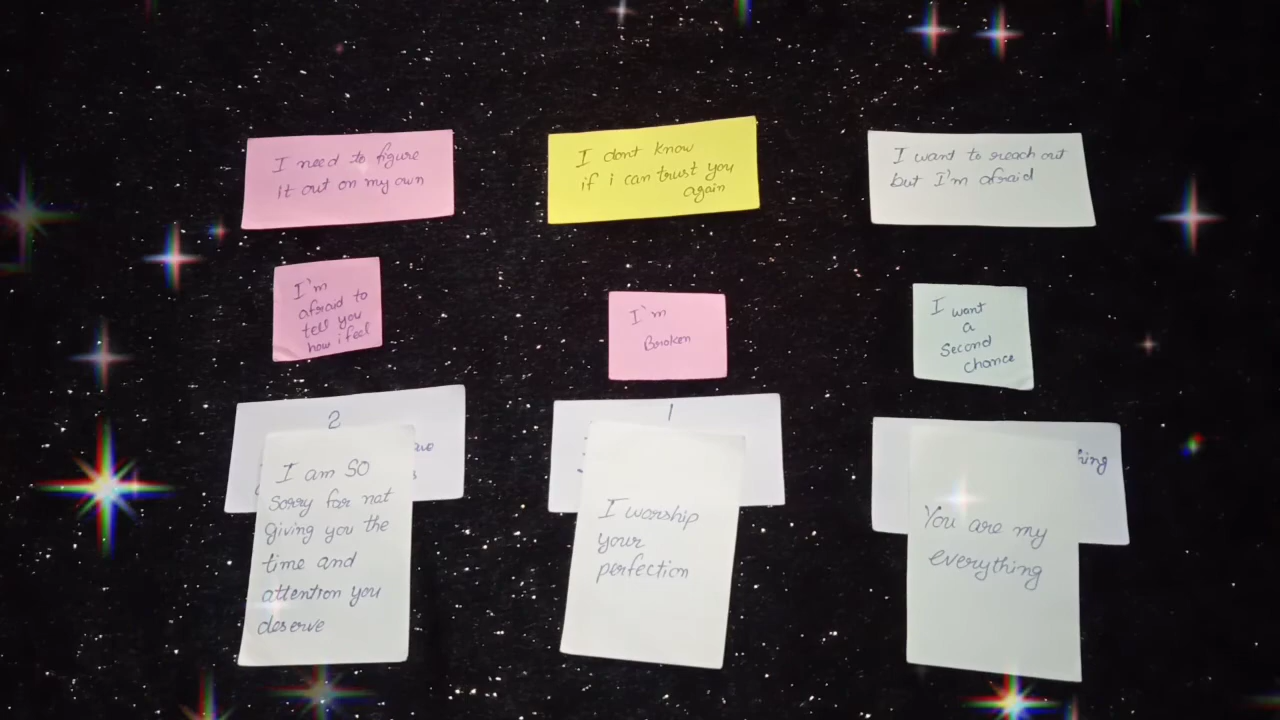 I need to figure
it out on my own
I dont know
if i can trust you
again
I want to reach out
but I'm afraid
I'm
afraid to
tell you
how i feel
I'm
Broken
I want
a
Second
Chance
2
I am SO
Sorry for not
giving you the
time and
attention you
deserve
1
I worship
your
perfection
You are my
everything